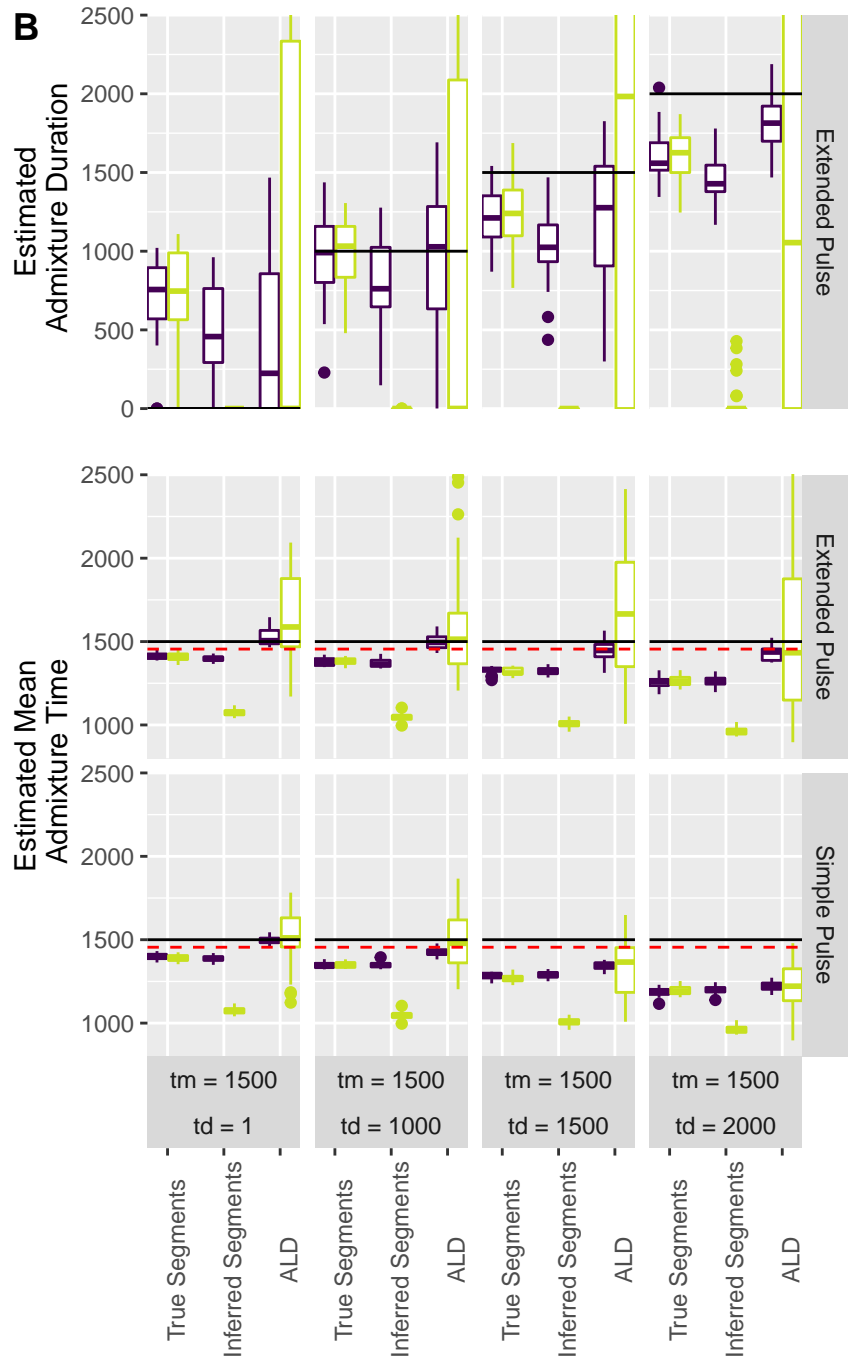 B
Estimated
Admixture Duration
2500
2000
1500
1000
500
0
Extended Pulse
Estimated Mean
Admixture Time
2500
2000
1500
1000
Extended Pulse
2500
2000
1500
1000
Simple Pulse
tm = 1500 tm = 1500 tm = 1500 tm = 1500
td = 1 td = 1000 td = 1500 td = 2000
True Segments
Inferred Segments
ALD
True Segments
Inferred Segments
ALD
True Segments
Inferred Segments
ALD
True Segments
Inferred Segments
ALD